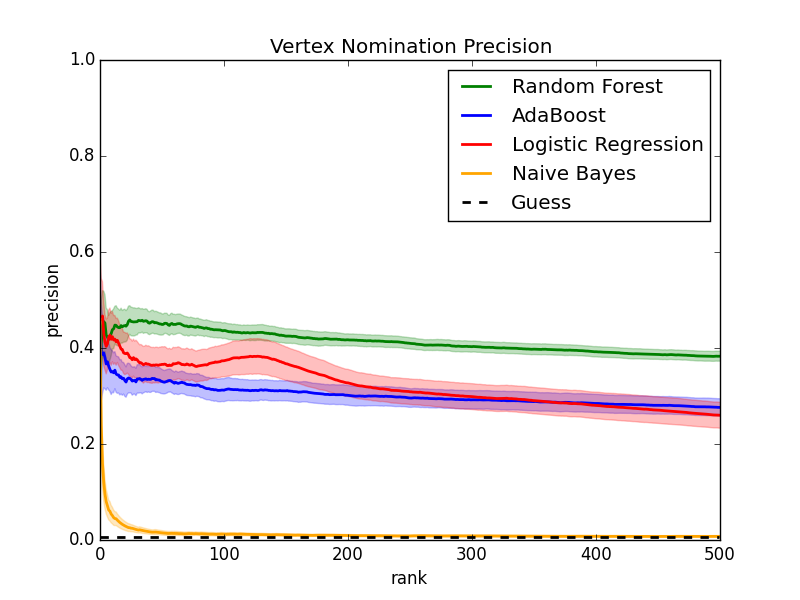 Vertex Nomination Precision
1.0
0.8
0.6
0.4
0.2
0.0
precision
Random Forest
AdaBoost
Logistic Regression
Naive Bayes
Guess
0 100 200 300 400 500
rank